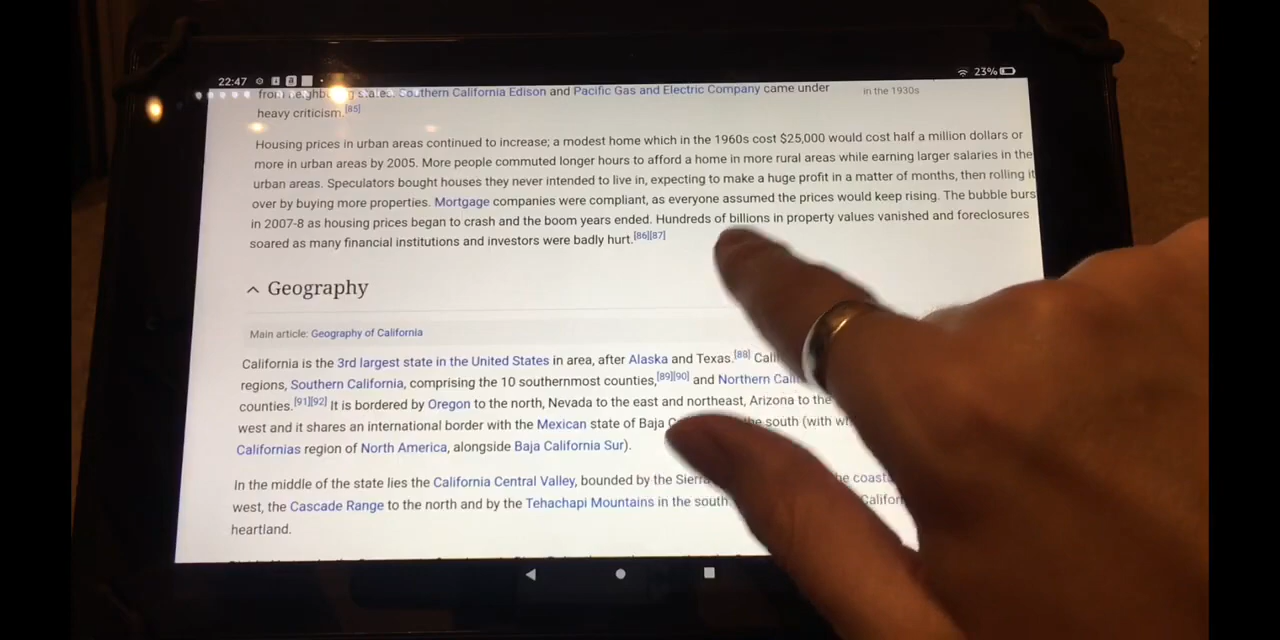 22:47
23%
from neighboring states. Southern California Edison and Pacific Gas and Electric Company came under
in the 1930s
heavy criticism.[85]
Housing prices in urban areas continued to increase; a modest home which in the 1960s cost $25,000 would cost half a million dollars or
more in urban areas by 2005. More people commuted longer hours to afford a home in more rural areas while earning larger salaries in the
urban areas. Speculators bought houses they never intended to live in, expecting to make a huge profit in a matter of months, then rolling it
over by buying more properties. Mortgage companies were compliant, as everyone assumed the prices would keep rising. The bubble burs
in 2007-8 as housing prices began to crash and the boom years ended. Hundreds of billions in property values vanished and foreclosures
soared as many financial institutions and investors were badly hurt.[86][87]
Geography
Main article: Geography of California
California is the 3rd largest state in the United States in area, after Alaska and Texas.[88]
regions, Southern California, comprising the 10 southernmost counties,[89][90] and Northern
counties.[91][92] It is bordered by Oregon to the north, Nevada to the east and northeast, Arizona to the
west and it shares an international border with the Mexican state of Baja the south (with
Californias region of North America, alongside Baja California Sur).
In the middle of the state lies the California Central Valley, bounded by the
west, the Cascade Range to the north and by the Tehachapi Mountains in the south.
heartland.